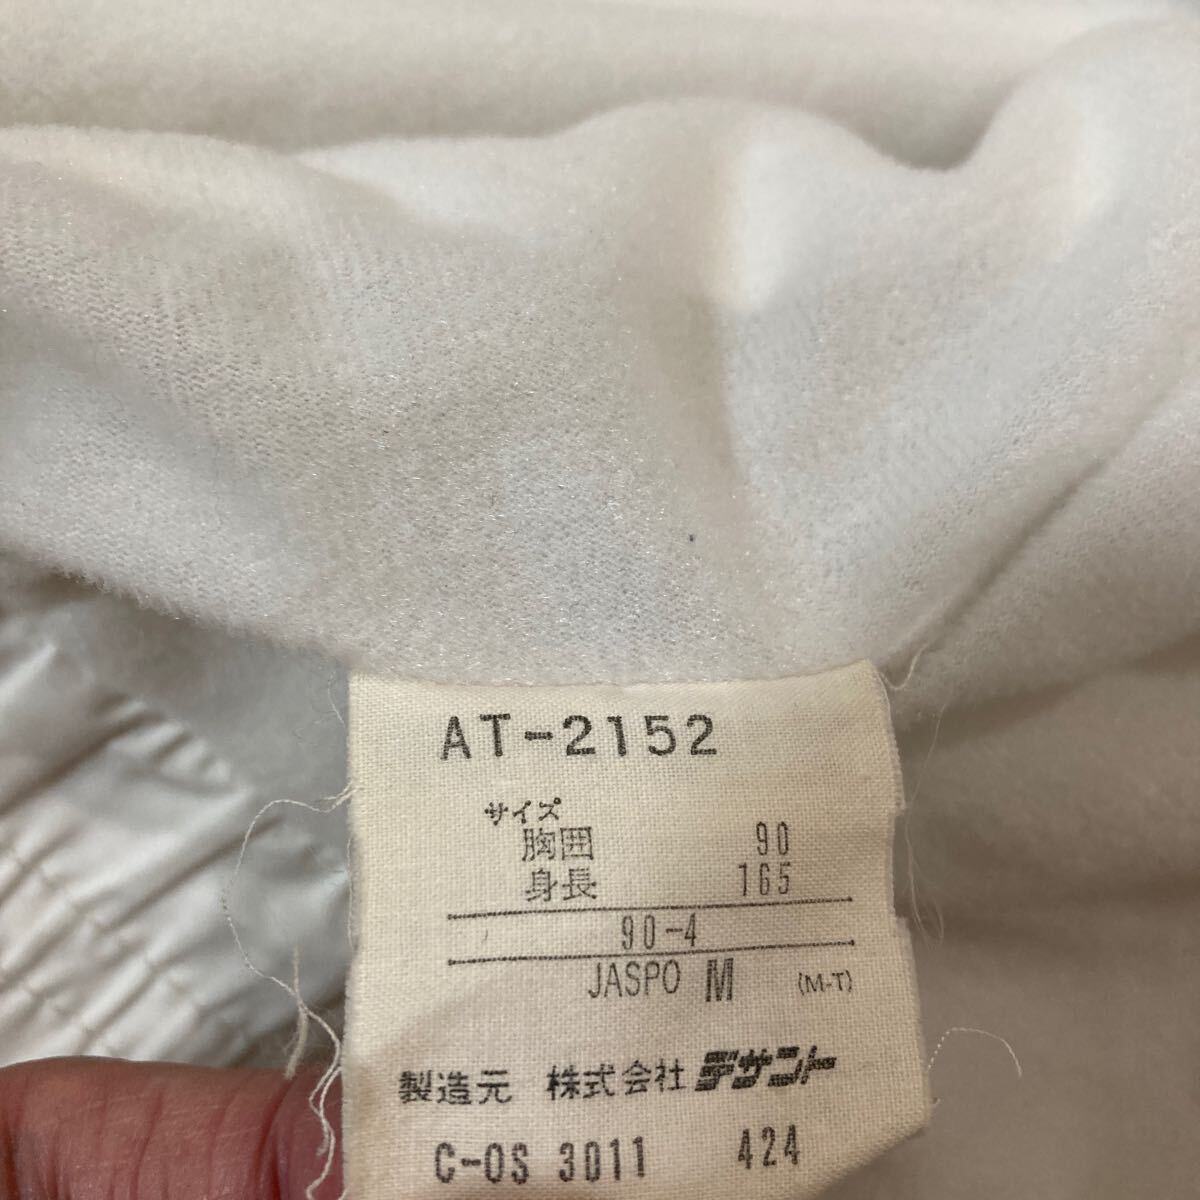 AT-2152
サイズ
胸囲 90
身長 165
90-4
JASPO M (M-T)
製造元 株式会社 デサント
C-OS 3011 424